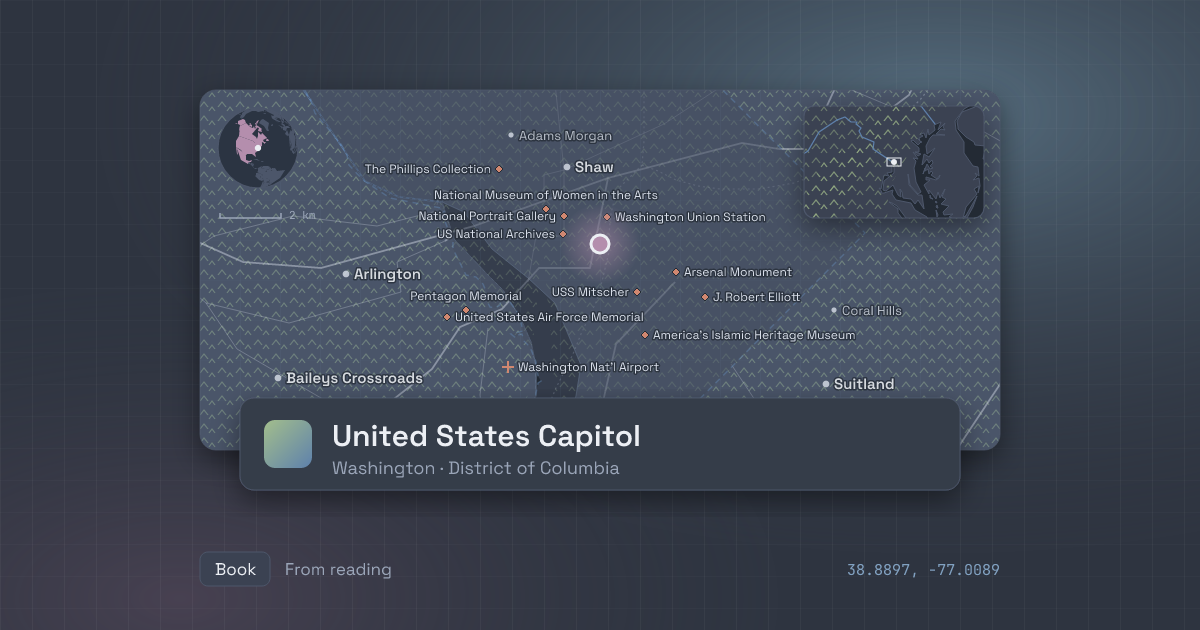 Adams Morgan
The Phillips Collection
Shaw
National Museum of Women in the Arts
National Portrait Gallery
Washington Union Station
2 km
US National Archives
Arlington
Arsenal Monument
Pentagon Memorial
USS Mitscher
J. Robert Elliott
United States Air Force Memorial
Coral Hills
America's Islamic Heritage Museum
Washington Nat'l Airport
Baileys Crossroads
Suitland
United States Capitol
Washington · District of Columbia
Book
From reading
38.8897, -77.0089